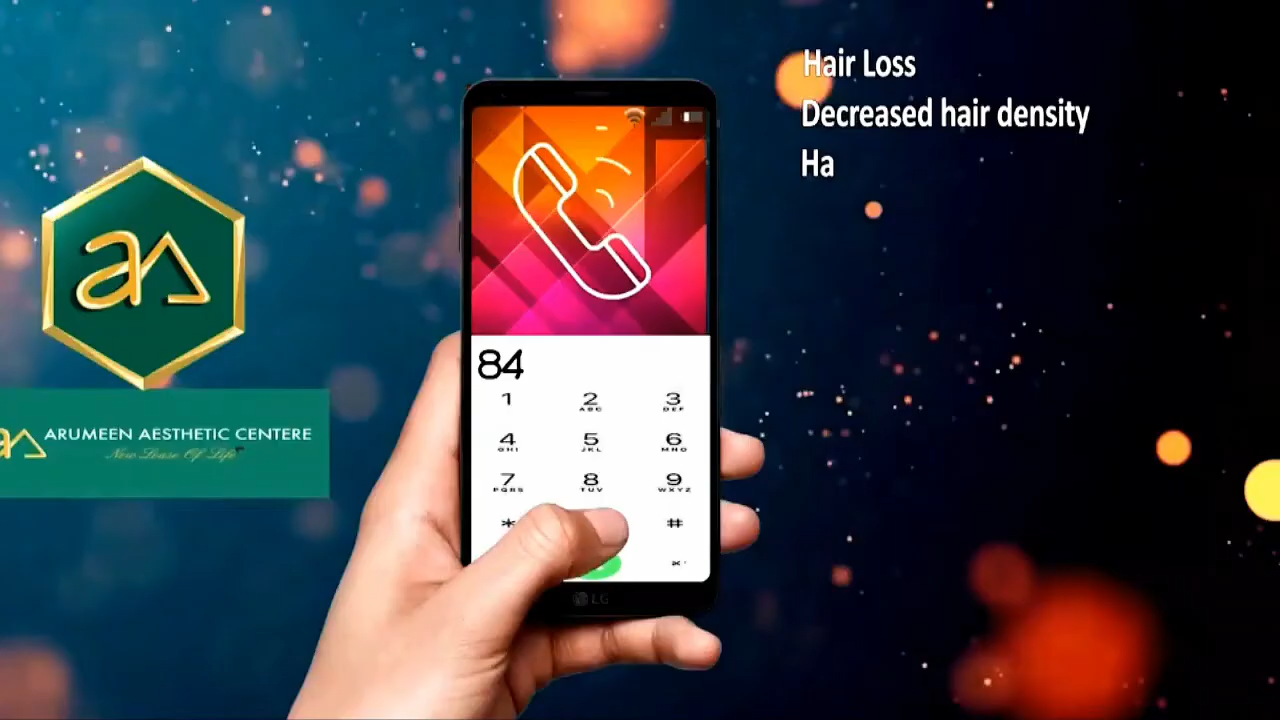 Hair Loss
Decreased hair density
Ha
aΔ
ARUMEEN AESTHETIC CENTERE
New Lease Of Life
84
1 2 3
ABC DEF
4 5 6
GHI JKL MNO
7 8 9
PQRS TUV WXYZ
* #
LG